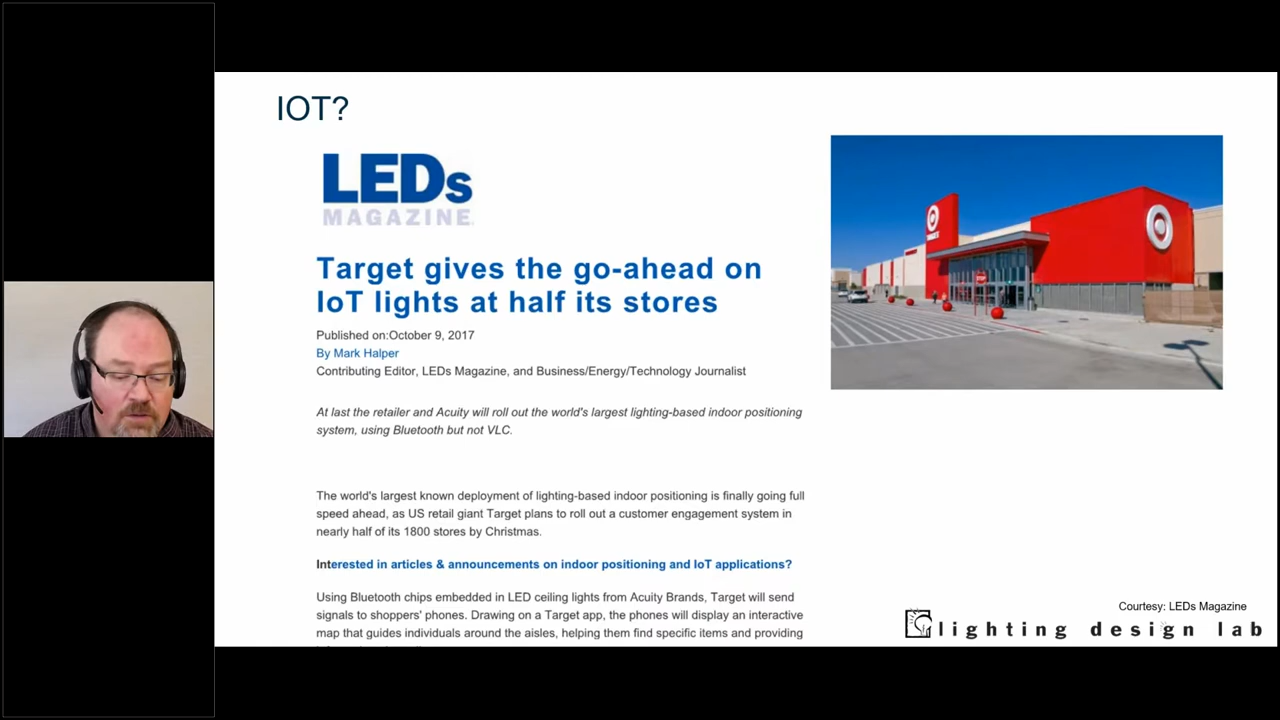 IOT?
LEDs
MAGAZINE
Target gives the go-ahead on
IoT lights at half its stores
Published on:October 9, 2017
By Mark Halper
Contributing Editor, LEDs Magazine, and Business/Energy/Technology Journalist
At last the retailer and Acuity will roll out the world's largest lighting-based indoor positioning
system, using Bluetooth but not VLC.
The world's largest known deployment of lighting-based indoor positioning is finally going full
speed ahead, as US retail giant Target plans to roll out a customer engagement system in
nearly half of its 1800 stores by Christmas.
Interested in articles & announcements on indoor positioning and IoT applications?
Using Bluetooth chips embedded in LED ceiling lights from Acuity Brands, Target will send
signals to shoppers' phones. Drawing on a Target app, the phones will display an interactive
map that guides individuals around the aisles, helping them find specific items and providing
TARGET
STOP
Courtesy: LEDs Magazine
lighting design lab